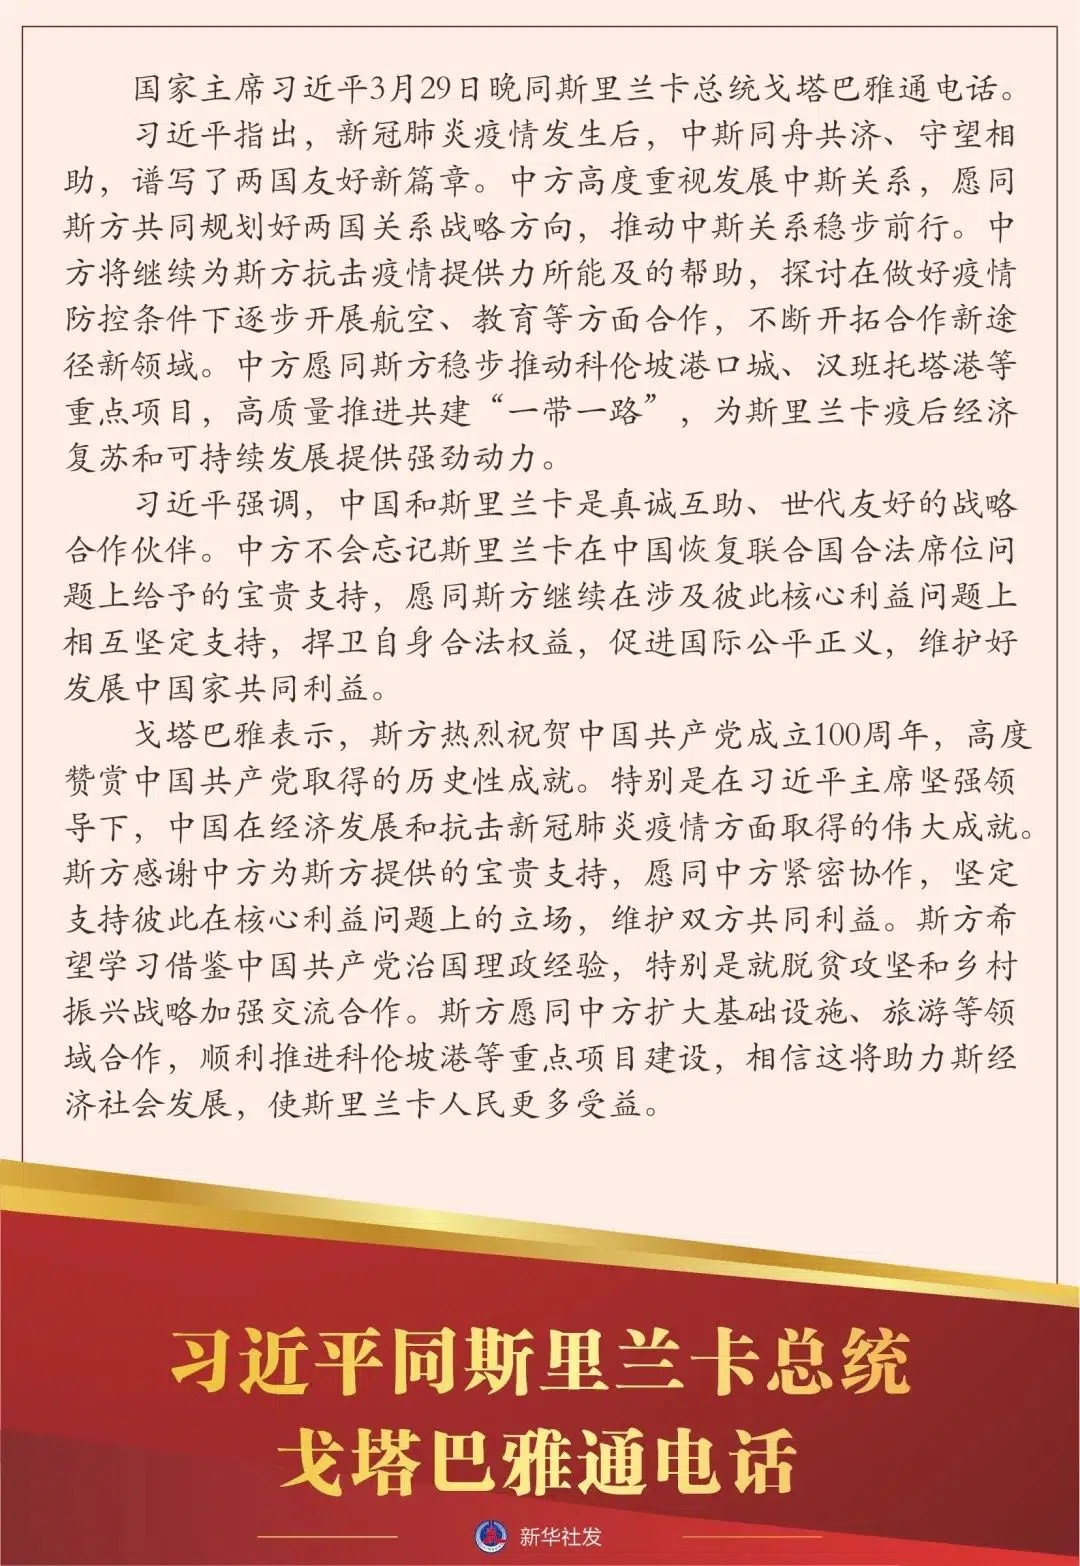 国家主席习近平3月29日晚同斯里兰卡总统戈塔巴雅通电话。
习近平指出，新冠肺炎疫情发生后，中斯同舟共济、守望相
助，谱写了两国友好新篇章。中方高度重视发展中斯关系，愿同
斯方共同规划好两国关系战略方向，推动中斯关系稳步前行。中
方将继续为斯方抗击疫情提供力所能及的帮助，探讨在做好疫情
防控条件下逐步开展航空、教育等方面合作，不断开拓合作新途
径新领域。中方愿同斯方稳步推动科伦坡港口城、汉班托塔港等
重点项目，高质量推进共建“一带一路”，为斯里兰卡疫后经济
复苏和可持续发展提供强劲动力。
习近平强调，中国和斯里兰卡是真诚互助、世代友好的战略
合作伙伴。中方不会忘记斯里兰卡在中国恢复联合国合法席位问
题上给予的宝贵支持，愿同斯方继续在涉及彼此核心利益问题上
相互坚定支持，捍卫自身合法权益，促进国际公平正义，维护好
发展中国家共同利益。
戈塔巴雅表示，斯方热烈祝贺中国共产党成立100周年，高度
赞赏中国共产党取得的历史性成就。特别是在习近平主席坚强领
导下，中国在经济发展和抗击新冠肺炎疫情方面取得的伟大成就。
斯方感谢中方为斯方提供的宝贵支持，愿同中方紧密协作，坚定
支持彼此在核心利益问题上的立场，维护双方共同利益。斯方希
望学习借鉴中国共产党治国理政经验，特别是就脱贫攻坚和乡村
振兴战略加强交流合作。斯方愿同中方扩大基础设施、旅游等领
域合作，顺利推进科伦坡港等重点项目建设，相信这将助力斯经
济社会发展，使斯里兰卡人民更多受益。
习近平同斯里兰卡总统
戈塔巴雅通电话
新华社发